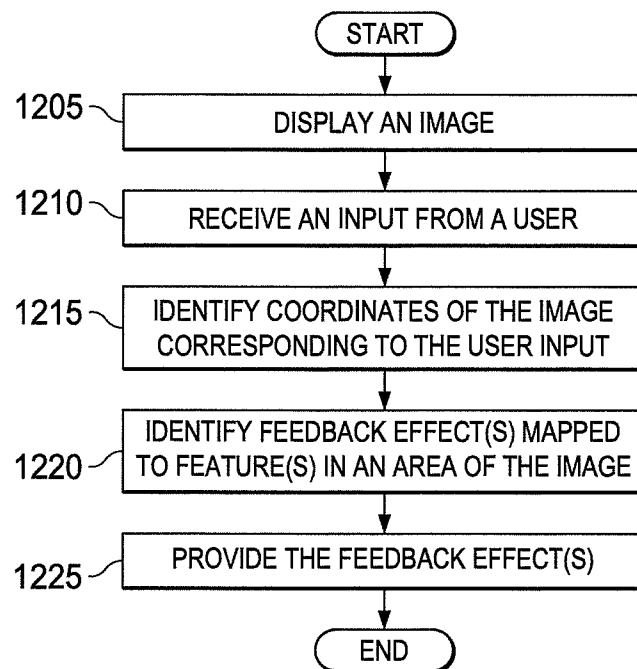 START
1205
DISPLAY AN IMAGE
1210
RECEIVE AN INPUT FROM A USER
1215
IDENTIFY COORDINATES OF THE IMAGE
CORRESPONDING TO THE USER INPUT
1220
IDENTIFY FEEDBACK EFFECT(S) MAPPED
TO FEATURE(S) IN AN AREA OF THE IMAGE
1225
PROVIDE THE FEEDBACK EFFECT(S)
END